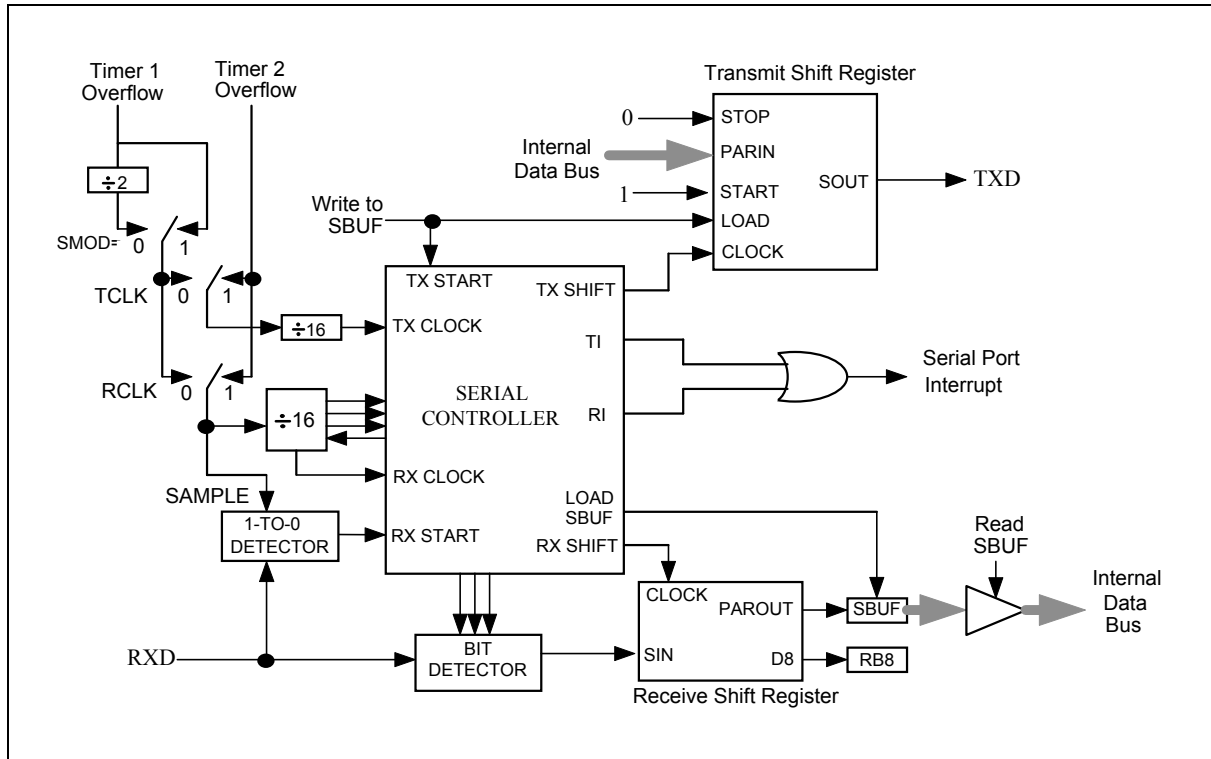 Timer 1
Overflow
Timer 2
Overflow
÷2
SMOD=
0
1
TCLK
0
1
÷16
RCLK
0
1
÷16
SAMPLE
1-TO-0
DETECTOR
RXD
Write to
SBUF
TX START
TX SHIFT
TX CLOCK
TI
SERIAL
CONTROLLER
RI
RX CLOCK
LOAD
SBUF
RX START
RX SHIFT
BIT
DETECTOR
Transmit Shift Register
0
STOP
Internal
Data Bus
PARIN
1
START
SOUT
TXD
LOAD
CLOCK
Serial Port
Interrupt
CLOCK
PAROUT
SIN
D8
Receive Shift Register
SBUF
RB8
Read
SBUF
Internal
Data
Bus